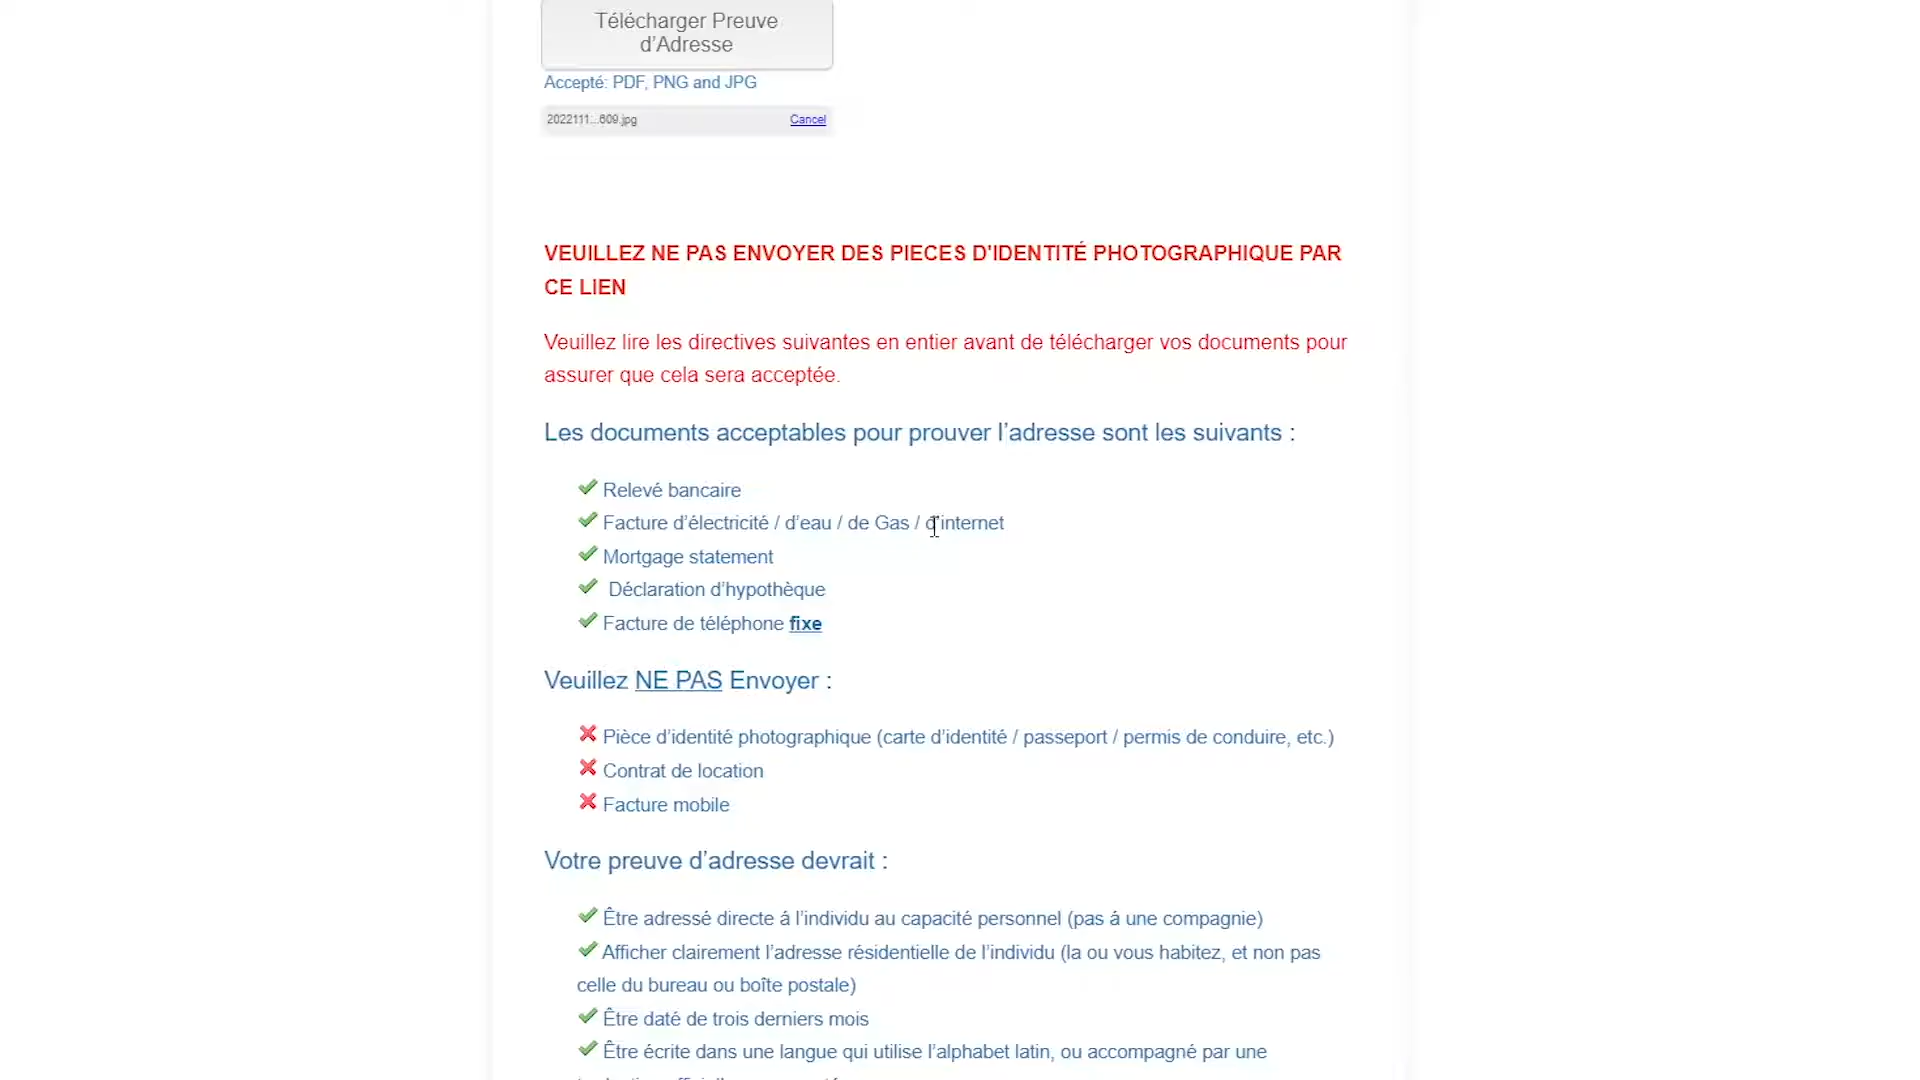 Télécharger Preuve
d’Adresse
Accepté: PDF, PNG and JPG
2022111...609.jpg Cancel
VEUILLEZ NE PAS ENVOYER DES PIECES D'IDENTITÉ PHOTOGRAPHIQUE PAR
CE LIEN
Veuillez lire les directives suivantes en entier avant de télécharger vos documents pour
assurer que cela sera acceptée.
Les documents acceptables pour prouver l’adresse sont les suivants :
Relevé bancaire
Facture d’électricité / d’eau / de Gas / d’internet
Mortgage statement
Déclaration d’hypothèque
Facture de téléphone fixe
Veuillez NE PAS Envoyer :
Pièce d’identité photographique (carte d’identité / passeport / permis de conduire, etc.)
Contrat de location
Facture mobile
Votre preuve d’adresse devrait :
Être adressé directe á l’individu au capacité personnel (pas á une compagnie)
Afficher clairement l’adresse résidentielle de l’individu (la ou vous habitez, et non pas
celle du bureau ou boîte postale)
Être daté de trois derniers mois
Être écrite dans une langue qui utilise l’alphabet latin, ou accompagné par une